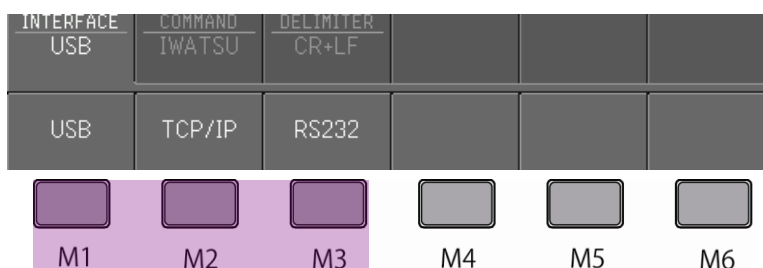 INTERFACE COMMAND DELIMITER
USB IWATSU CR+LF
USB TCP/IP RS232
M1 M2 M3 M4 M5 M6